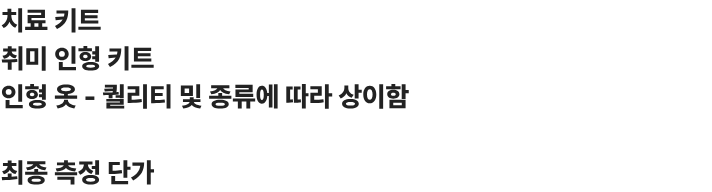 치료 키트
취미 인형 키트
인형 옷 - 퀄리티 및 종류에 따라 상이함
최종 측정 단가